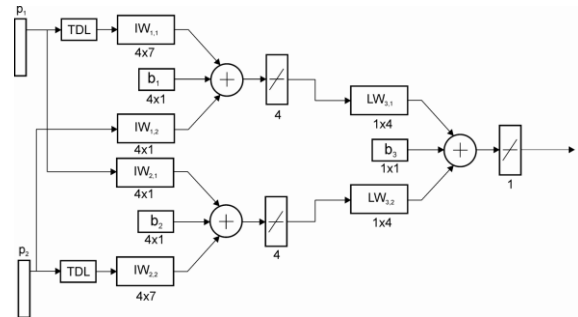 p1
TDL
IW1,1
4x7
b1
4x1
4
IW1,2
4x1
LW3,1
1x4
b3
1x1
1
IW2,1
4x1
b2
4x1
4
LW3,2
1x4
p2
TDL
IW2,2
4x7